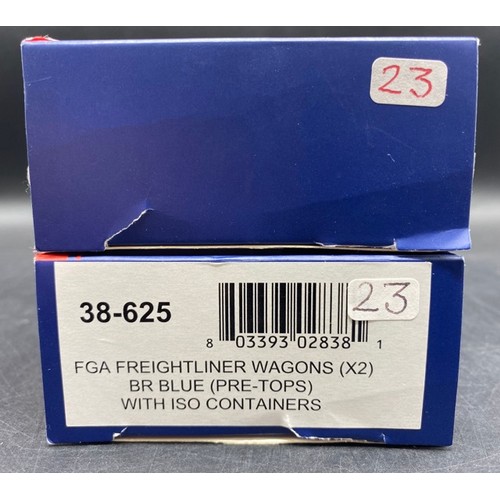 23
38-625
23
8 03393 02838 1
FGA FREIGHTLINER WAGONS (X2)
BR BLUE (PRE-TOPS)
WITH ISO CONTAINERS